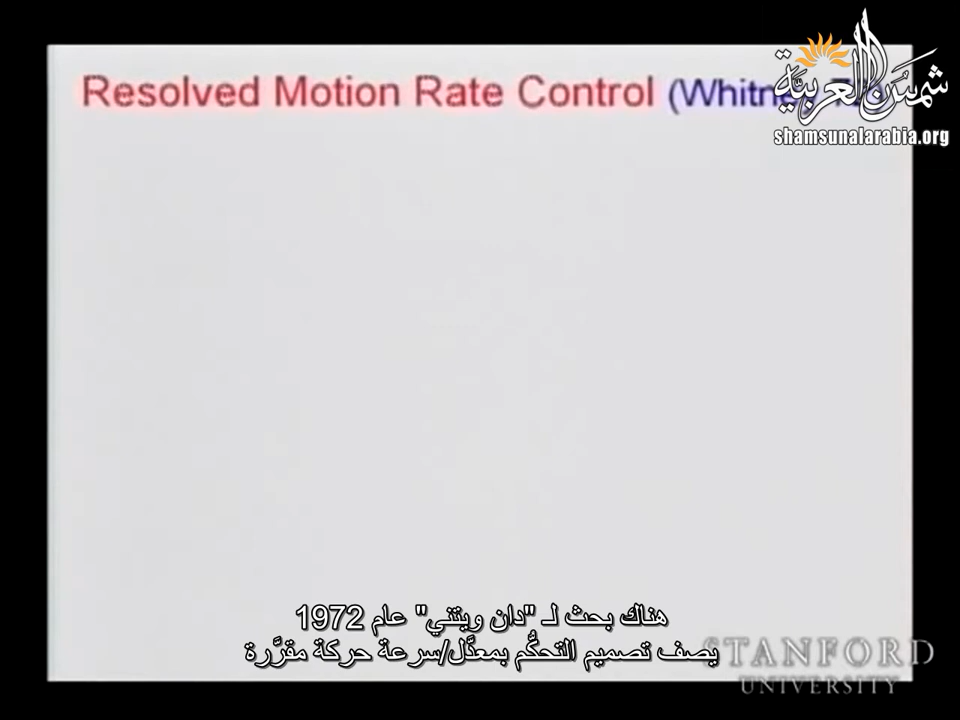 Resolved Motion Rate Control
شمس العربية
shamsunalarabia.org
هناك بحث لـ "دان ويتني" عام 1972
يصف تصميم التحكُّم بمعدَّل/سرعة حركة مقرَّرة
STANFORD
UNIVERSITY